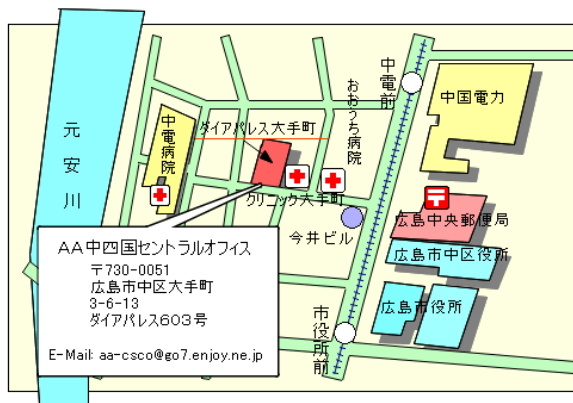 元安川
中電病院
ダイアパレス大手町
おおうち病院
中電前
中国電力
クリニック大手町
今井ビル
広島中央郵便局
広島市中区役所
広島市役所
市役所前
AA中四国セントラルオフィス
〒730-0051
広島市中区大手町
3-6-13
ダイアパレス603号
E-Mail: aa-csco@go7.enjoy.ne.jp